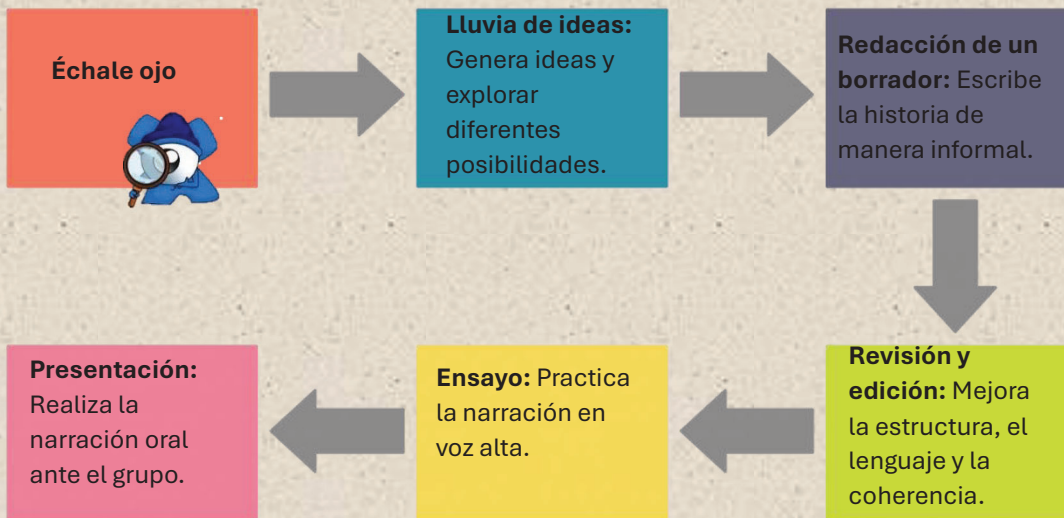 Échale ojo
Lluvia de ideas:
Genera ideas y
explorar
diferentes
posibilidades.
Redacción de un
borrador: Escribe
la historia de
manera informal.
Revisión y
edición: Mejora
la estructura, el
lenguaje y la
coherencia.
Ensayo: Practica
la narración en
voz alta.
Presentación:
Realiza la
narración oral
ante el grupo.